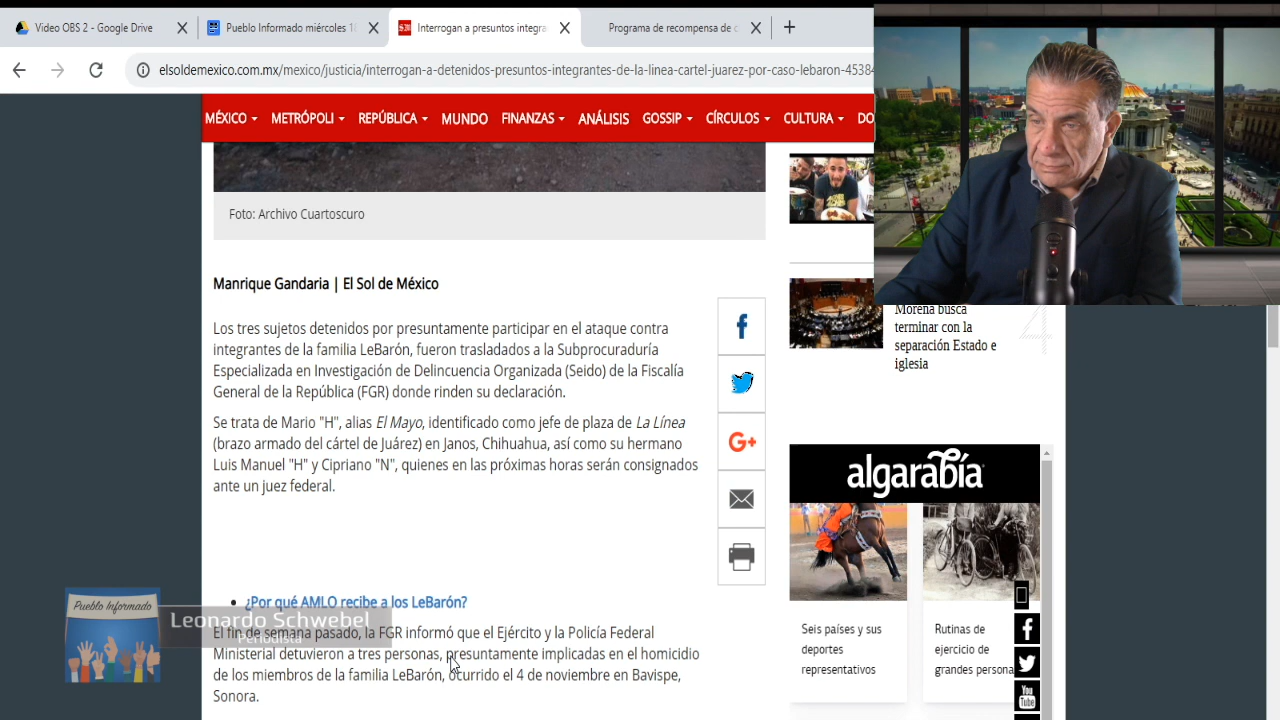 Video OBS 2 - Google Drive
Pueblo Informado miércoles 18
Interrogan a presuntos integra
Programa de recompensa de c
elsoldemexico.com.mx/mexico/justicia/interrogan-a-detenidos-presuntos-integrantes-de-la-linea-cartel-juarez-por-caso-lebaron-45384
MÉXICO METRÓPOLI REPÚBLICA MUNDO FINANZAS ANÁLISIS GOSSIP CÍRCULOS CULTURA DO
Foto: Archivo Cuartoscuro
Manrique Gandaria | El Sol de México
Los tres sujetos detenidos por presuntamente participar en el ataque contra
integrantes de la familia LeBarón, fueron trasladados a la Subprocuraduría
Especializada en Investigación de Delincuencia Organizada (Seido) de la Fiscalía
General de la República (FGR) donde rinden su declaración.
Se trata de Mario "H", alias El Mayo, identificado como jefe de plaza de La Línea
(brazo armado del cártel de Juárez) en Janos, Chihuahua, así como su hermano
Luis Manuel "H" y Cipriano "N", quienes en las próximas horas serán consignados
ante un juez federal.
¿Por qué AMLO recibe a los LeBarón?
El fin de semana pasado, la FGR informó que el Ejército y la Policía Federal
Ministerial detuvieron a tres personas, presuntamente implicadas en el homicidio
de los miembros de la familia LeBarón, ocurrido el 4 de noviembre en Bavispe,
Sonora.
Pueblo Informado
Leonardo Schwebel
Periodista
G+
Morena busca
terminar con la
separación Estado e
iglesia
4
algarabía
Seis países y sus
deportes
representativos
Rutinas de
ejercicio de
grandes persona
You
Tube